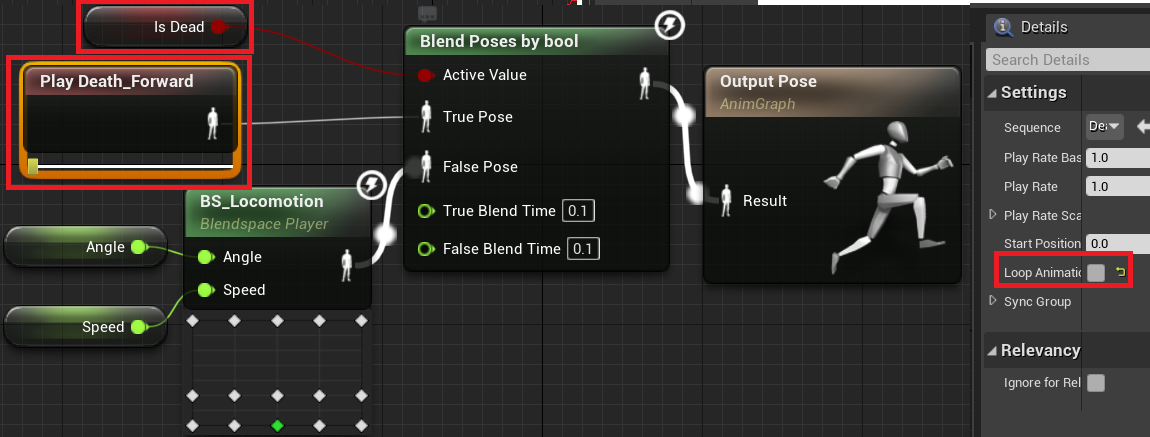 Is Dead
Play Death_Forward
Blend Poses by bool
Active Value
True Pose
False Pose
True Blend Time 0.1
False Blend Time 0.1
BS_Locomotion
Blendspace Player
Angle
Angle
Speed
Speed
Output Pose
AnimGraph
Result
Details
Search Details
Settings
Sequence
Play Rate Bas 1.0
Play Rate 1.0
Play Rate Sca
Start Position 0.0
Loop Animatic
Sync Group
Relevancy
Ignore for Rel